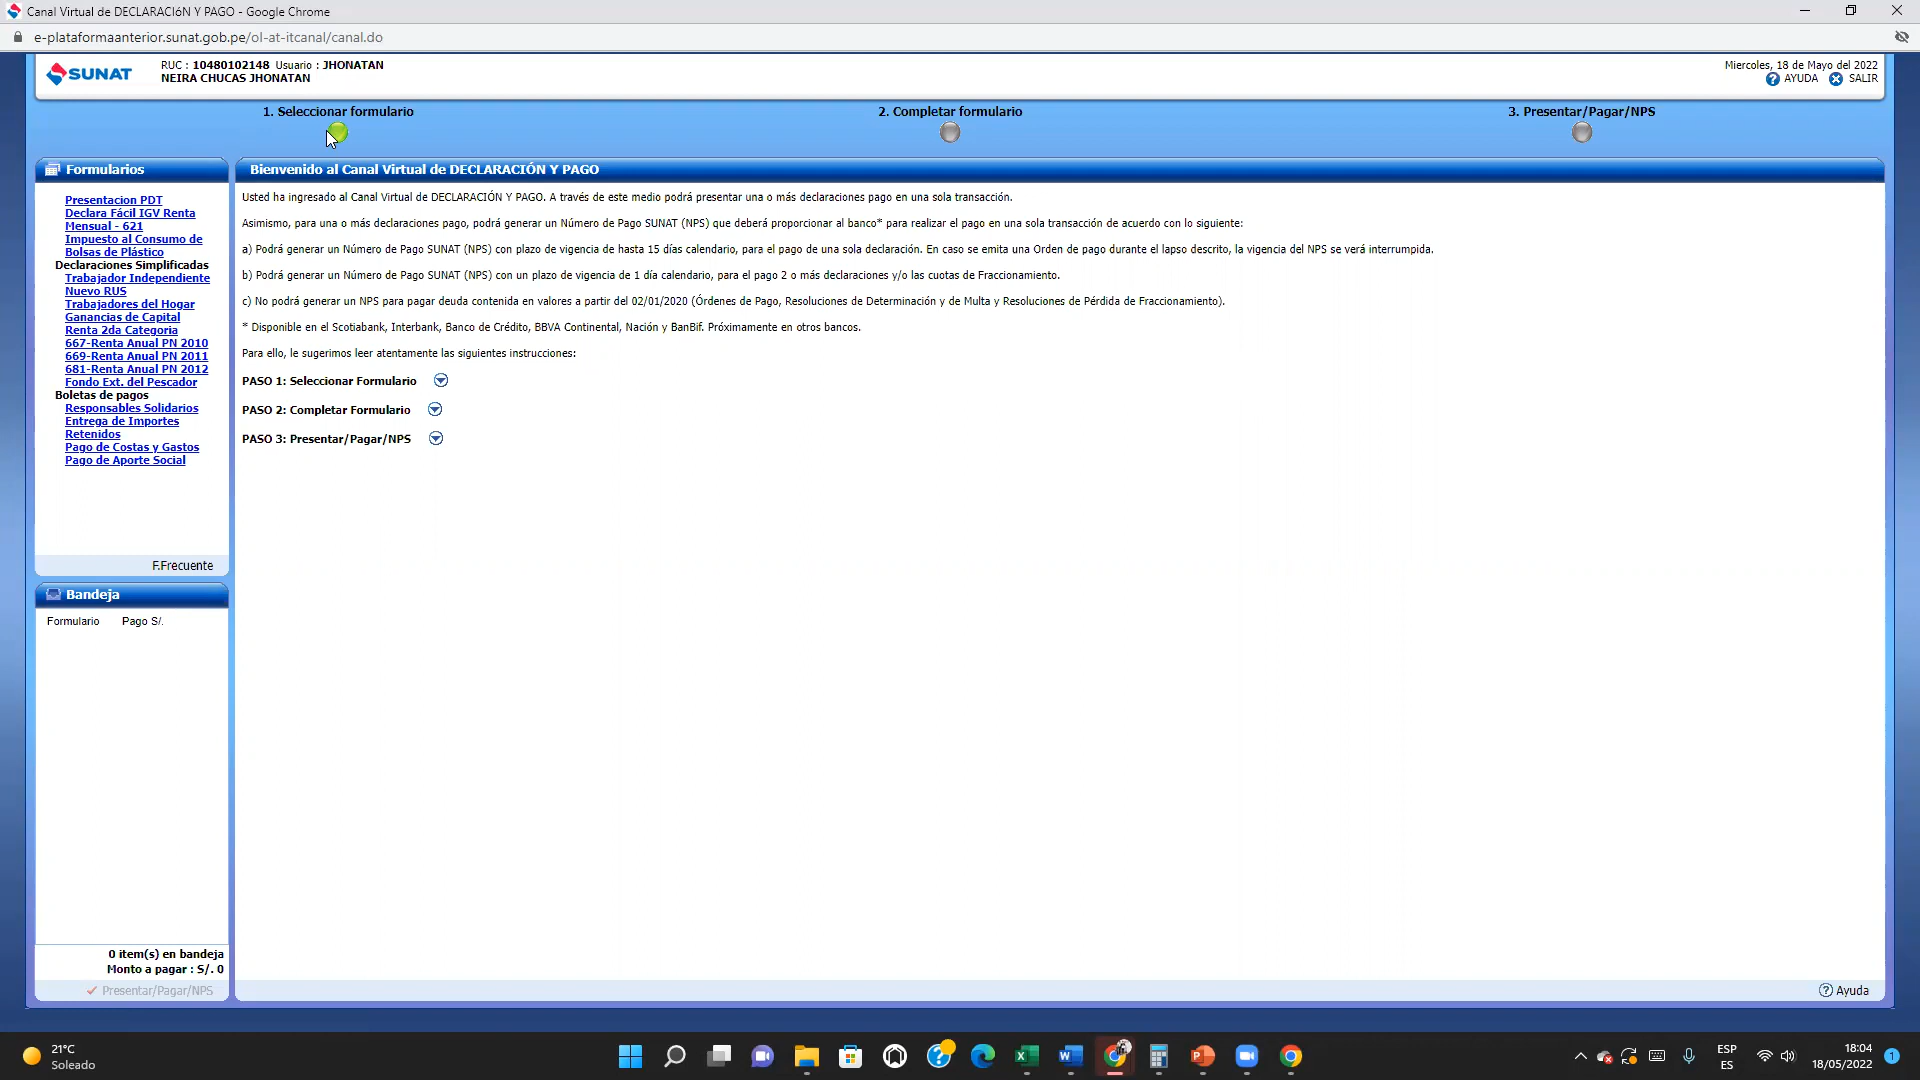 Canal Virtual de DECLARACIóN Y PAGO - Google Chrome
e-plataformaanterior.sunat.gob.pe/ol-at-itcanal/canal.do
SUNAT
RUC : 10480102148 Usuario : JHONATAN
NEIRA CHUCAS JHONATAN
Miercoles, 18 de Mayo del 2022
AYUDA SALIR
1. Seleccionar formulario
2. Completar formulario
3. Presentar/Pagar/NPS
Formularios
Presentacion PDT
Declara Fácil IGV Renta
Mensual - 621
Impuesto al Consumo de
Bolsas de Plástico
Declaraciones Simplificadas
Trabajador Independiente
Nuevo RUS
Trabajadores del Hogar
Ganancias de Capital
Renta 2da Categoria
667-Renta Anual PN 2010
669-Renta Anual PN 2011
681-Renta Anual PN 2012
Fondo Ext. del Pescador
Boletas de pagos
Responsables Solidarios
Entrega de Importes
Retenidos
Pago de Costas y Gastos
Pago de Aporte Social
F.Frecuente
Bandeja
Formulario Pago S/.
0 item(s) en bandeja
Monto a pagar : S/. 0
Presentar/Pagar/NPS
Bienvenido al Canal Virtual de DECLARACIÓN Y PAGO
Usted ha ingresado al Canal Virtual de DECLARACIÓN Y PAGO. A través de este medio podrá presentar una o más declaraciones pago en una sola transacción.
Asimismo, para una o más declaraciones pago, podrá generar un Número de Pago SUNAT (NPS) que deberá proporcionar al banco* para realizar el pago en una sola transacción de acuerdo con lo siguiente:
a) Podrá generar un Número de Pago SUNAT (NPS) con plazo de vigencia de hasta 15 días calendario, para el pago de una sola declaración. En caso se emita una Orden de pago durante el lapso descrito, la vigencia del NPS se verá interrumpida.
b) Podrá generar un Número de Pago SUNAT (NPS) con un plazo de vigencia de 1 día calendario, para el pago 2 o más declaraciones y/o las cuotas de Fraccionamiento.
c) No podrá generar un NPS para pagar deuda contenida en valores a partir del 02/01/2020 (Órdenes de Pago, Resoluciones de Determinación y de Multa y Resoluciones de Pérdida de Fraccionamiento).
* Disponible en el Scotiabank, Interbank, Banco de Crédito, BBVA Continental, Nación y BanBif. Próximamente en otros bancos.
Para ello, le sugerimos leer atentamente las siguientes instrucciones:
PASO 1: Seleccionar Formulario
PASO 2: Completar Formulario
PASO 3: Presentar/Pagar/NPS
Ayuda
21°C
Soleado
ESP
ES
18:04
18/05/2022
1